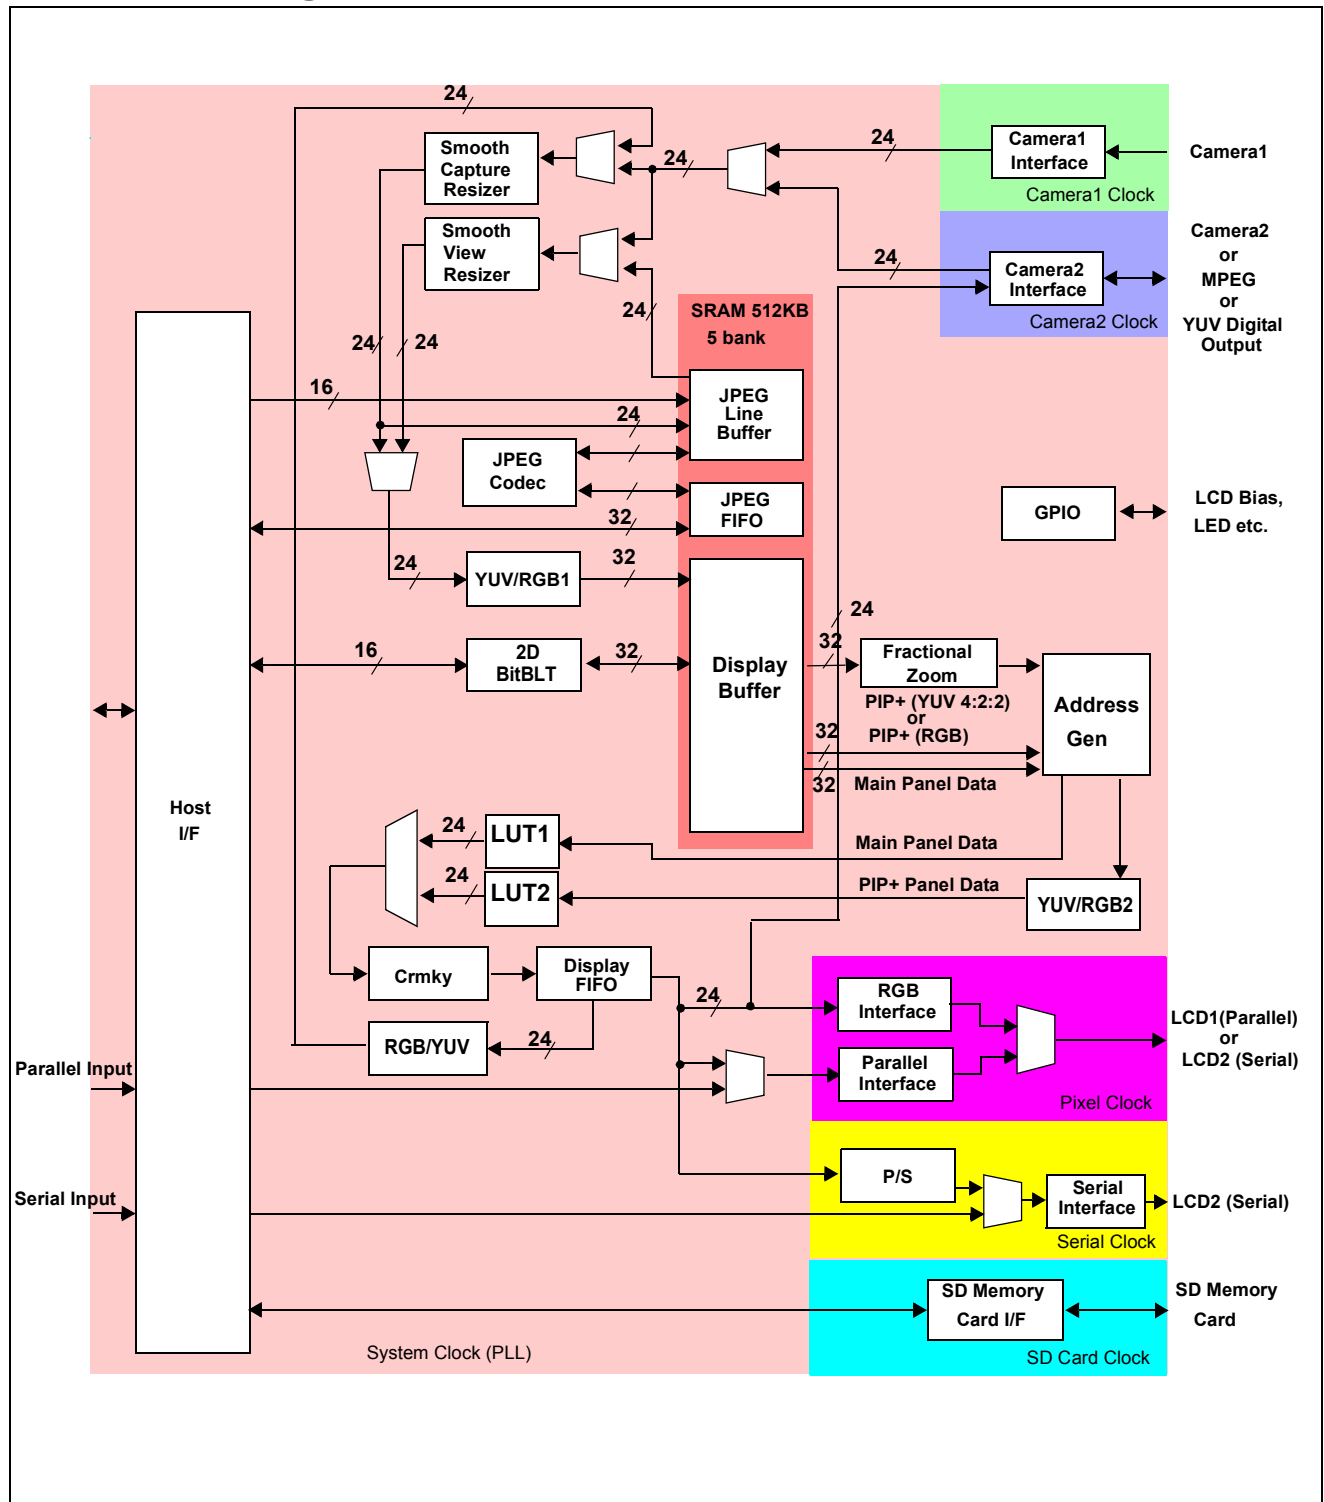 24
Smooth
Capture
Resizer
24
24
Camera1
Interface
Camera1
Camera1 Clock
Smooth
View
Resizer
24
Camera2
Interface
Camera2 Clock
Camera2
or
MPEG
or
YUV Digital
Output
24
SRAM 512KB
5 bank
24
24
16
24
JPEG
Line
Buffer
JPEG
Codec
JPEG
FIFO
32
GPIO
LCD Bias,
LED etc.
24
YUV/RGB1
32
24
16
2D
BitBLT
32
Display
Buffer
32
Fractional
Zoom
PIP+ (YUV 4:2:2)
or
PIP+ (RGB)
32
32
Main Panel Data
Address
Gen
Host
I/F
24
LUT1
Main Panel Data
24
LUT2
PIP+ Panel Data
YUV/RGB2
Crmky
Display
FIFO
24
RGB
Interface
RGB/YUV
24
Parallel
Interface
Pixel Clock
LCD1(Parallel)
or
LCD2 (Serial)
Parallel Input
P/S
Serial
Interface
Serial Clock
LCD2 (Serial)
Serial Input
SD Memory
Card I/F
SD Card Clock
SD Memory
Card
System Clock (PLL)